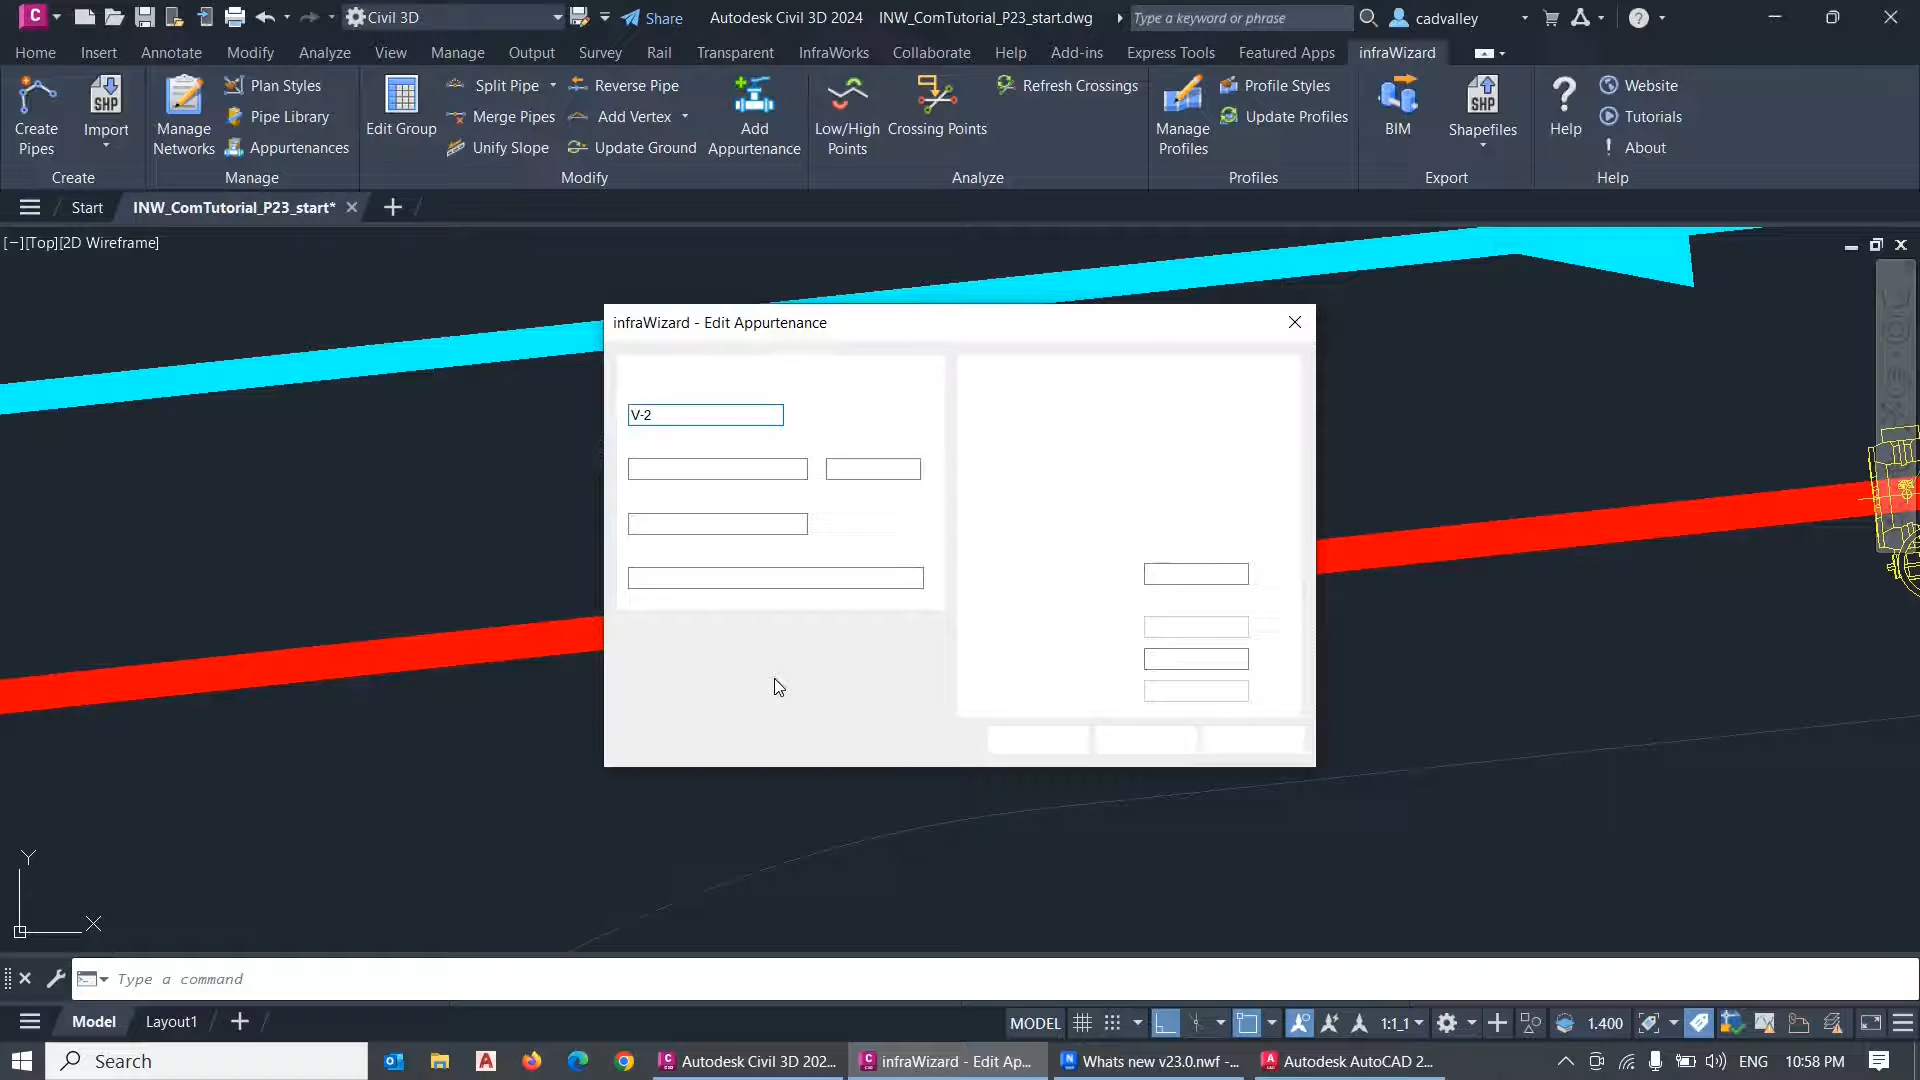 C Civil 3D Share Autodesk Civil 3D 2024 INW_ComTutorial_P23_start.dwg Type a keyword or phrase cadvalley
Home Insert Annotate Modify Analyze View Manage Output Survey Rail Transparent InfraWorks Collaborate Help Add-ins Express Tools Featured Apps infraWizard
Create Pipes
SHP Import
Create
Manage Networks
Plan Styles
Pipe Library
Appurtenances
Manage
Edit Group
Split Pipe
Merge Pipes
Unify Slope
Reverse Pipe
Add Vertex
Update Ground
Add Appurtenance
Modify
Low/High Points
Crossing Points
Refresh Crossings
Analyze
Manage Profiles
Profile Styles
Update Profiles
Profiles
BIM
SHP Shapefiles
Export
Help
Website
Tutorials
About
Help
Start INW_ComTutorial_P23_start*
[−][Top][2D Wireframe]
infraWizard - Edit Appurtenance
V-2
Y
X
Type a command
Model Layout1 MODEL 1:1_1 1.400
Search Autodesk Civil 3D 202... infraWizard - Edit Ap... Whats new v23.0.nwf -... Autodesk AutoCAD 2... ENG 10:58 PM